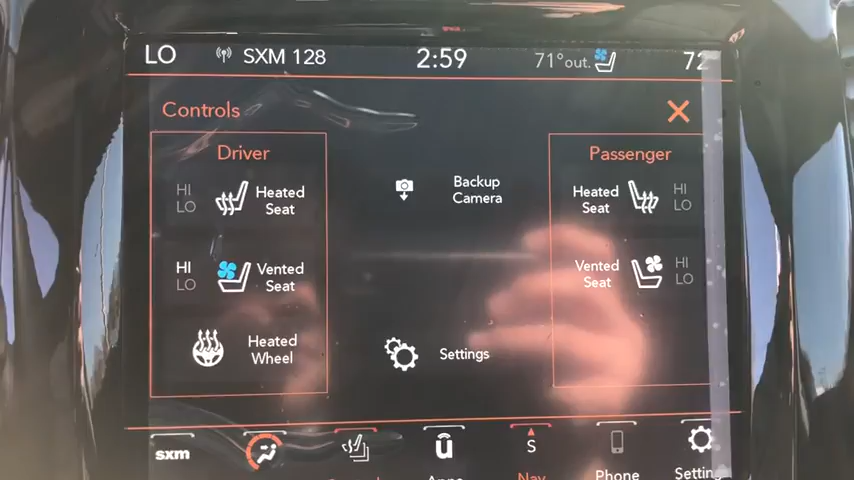 LO SXM 128 2:59 71°out. 72
Controls
Driver
HI
LO
Heated
Seat
HI
LO
Vented
Seat
Heated
Wheel
Backup
Camera
Settings
Passenger
Heated
Seat
HI
LO
Vented
Seat
HI
LO
sxm
Apps
S
Nav
Phone
Setting